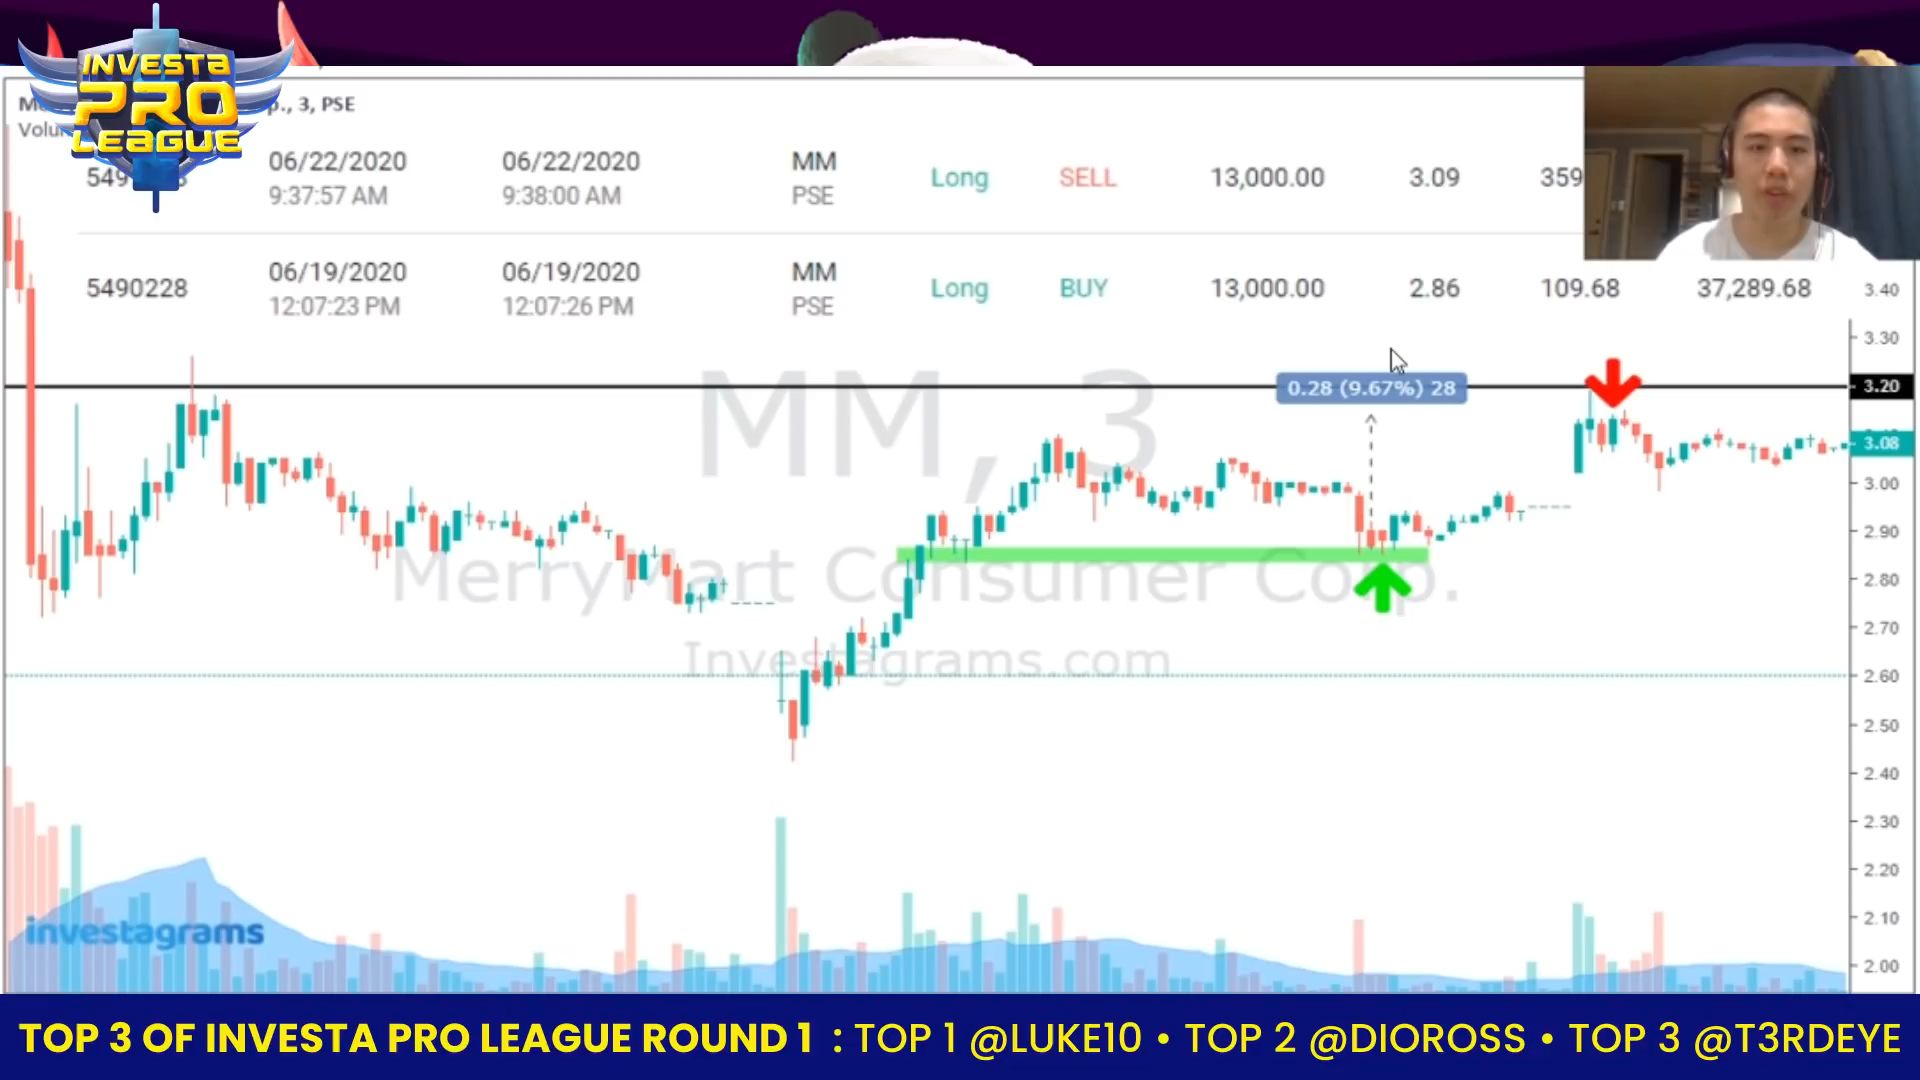 INVESTA
PRO
LEAGUE
p., 3, PSE
06/22/2020 06/22/2020 MM Long SELL 13,000.00 3.09 359
9:37:57 AM 9:38:00 AM PSE
06/19/2020 06/19/2020 MM
5490228 Long BUY 13,000.00 2.86 109.68 37,289.68
12:07:23 PM 12:07:26 PM PSE
3.40
3.30
0.28 (9.67%) 28
3.20
3.08
3.00
2.90
2.80
2.70
2.60
2.50
2.40
2.30
2.20
2.10
2.00
MM, 3
MerryMart Consumer Corp.
Investagrams.com
investagrams
TOP 3 OF INVESTA PRO LEAGUE ROUND 1 : TOP 1 @LUKE10 • TOP 2 @DIOROSS • TOP 3 @T3RDEYE